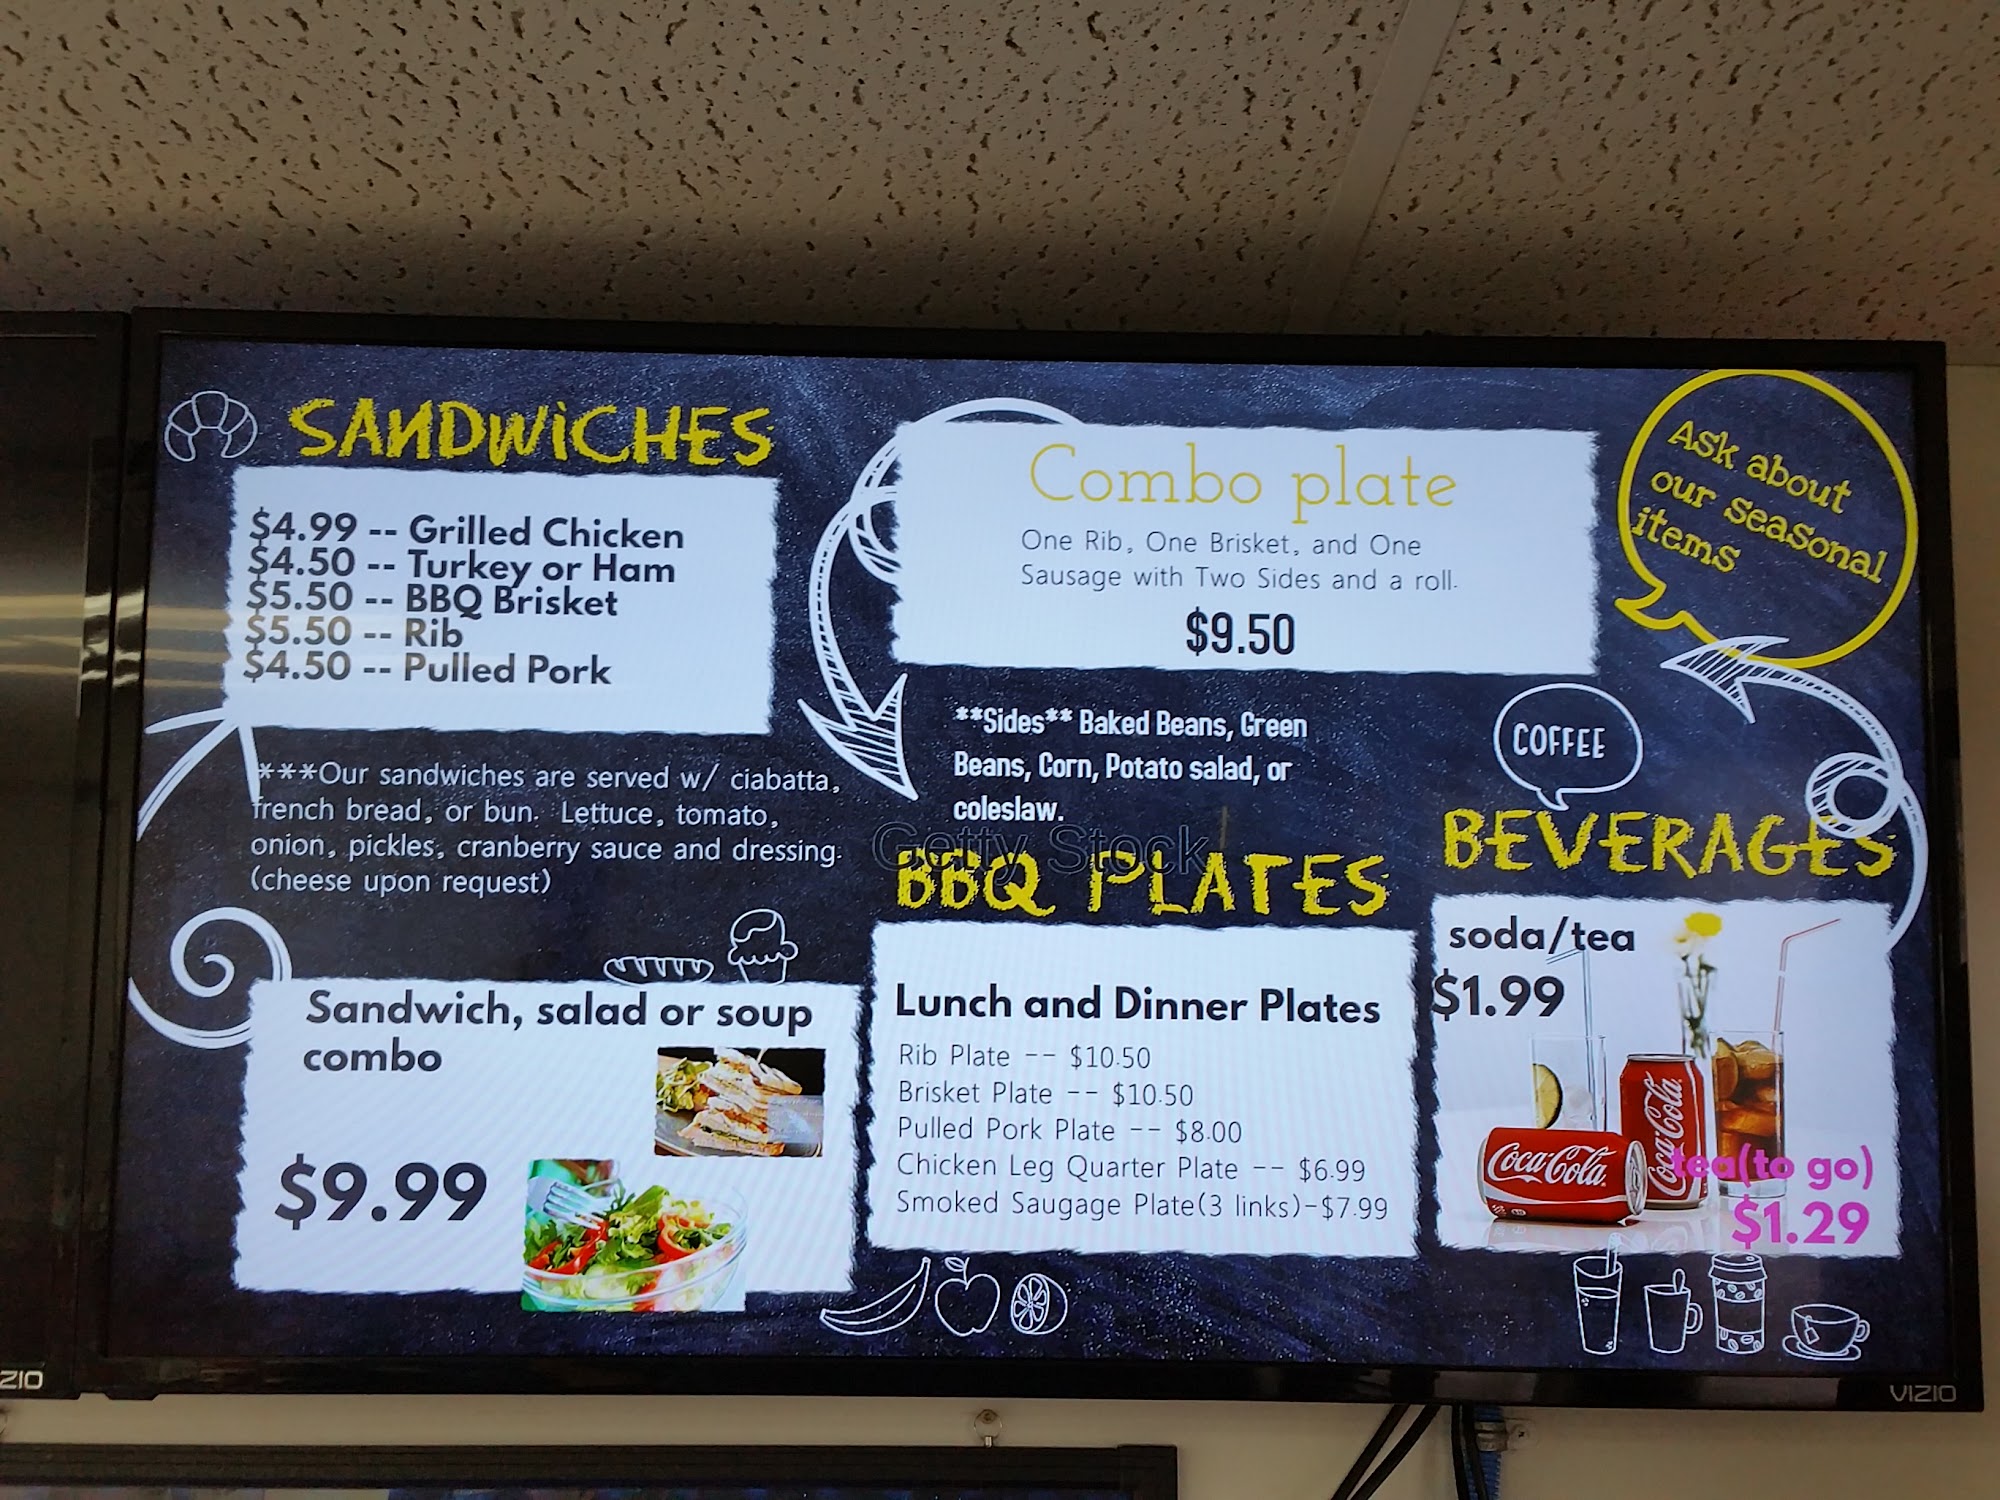 SANDWiCHES
$4.99 -- Grilled Chicken
$4.50 -- Turkey or Ham
$5.50 -- BBQ Brisket
$5.50 -- Rib
$4.50 -- Pulled Pork
***Our sandwiches are served w/ ciabatta,
french bread, or bun. Lettuce, tomato,
onion, pickles, cranberry sauce and dressing.
(cheese upon request)
Sandwich, salad or soup
combo
$9.99
Combo plate
One Rib, One Brisket, and One
Sausage with Two Sides and a roll.
$9.50
**Sides** Baked Beans, Green
Beans, Corn, Potato salad, or
coleslaw.
Getty Stock
BBQ PLATES
Lunch and Dinner Plates
Rib Plate -- $10.50
Brisket Plate -- $10.50
Pulled Pork Plate -- $8.00
Chicken Leg Quarter Plate -- $6.99
Smoked Saugage Plate(3 links)-$7.99
Ask about
our seasonal
items
COFFEE
BEVERAGES
soda/tea
$1.99
Coca-Cola
Coca-Cola
tea(to go)
$1.29
ZIO
VIZIO